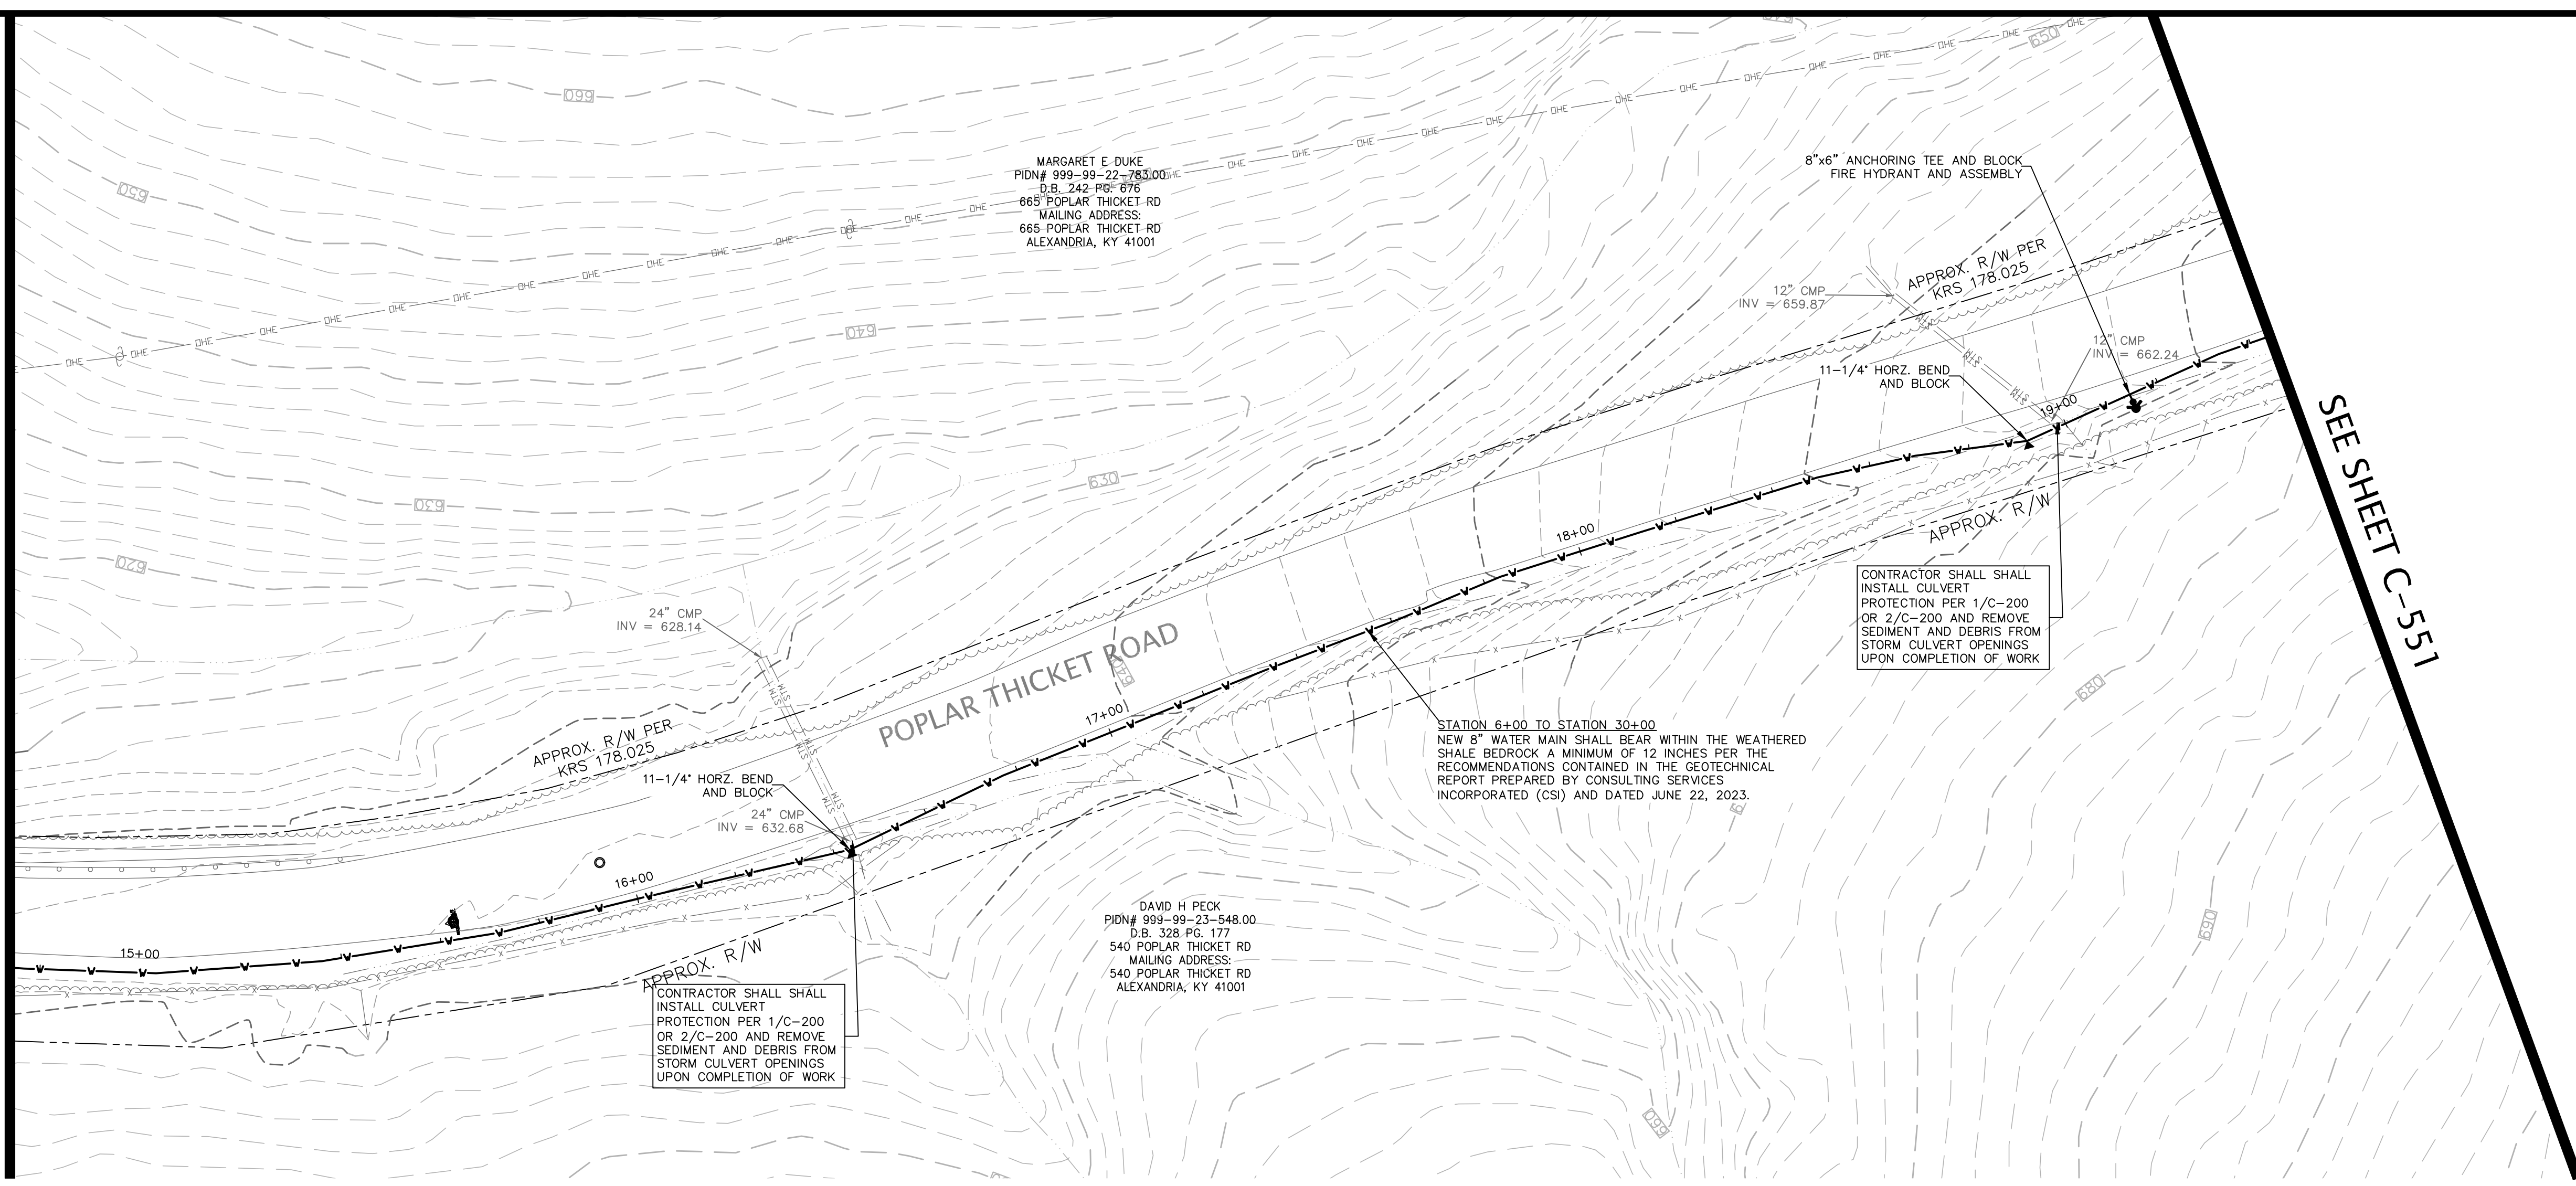 MARGARET E DUKE
PIDN# 999-99-22-783.00
D.B. 242 PG. 676
665 POPLAR THICKET RD
MAILING ADDRESS:
665 POPLAR THICKET RD
ALEXANDRIA, KY 41001
8"x6" ANCHORING TEE AND BLOCK
FIRE HYDRANT AND ASSEMBLY
APPROX. R/W PER
KRS 178.025
12" CMP
INV = 659.87
12" CMP
INV = 662.24
11-1/4° HORZ. BEND
AND BLOCK
19+00
18+00
APPROX. R/W
SEE SHEET C-551
CONTRACTOR SHALL SHALL
INSTALL CULVERT
PROTECTION PER 1/C-200
OR 2/C-200 AND REMOVE
SEDIMENT AND DEBRIS FROM
STORM CULVERT OPENINGS
UPON COMPLETION OF WORK
24" CMP
INV = 628.14
POPLAR THICKET ROAD
17+00
STATION 6+00 TO STATION 30+00
NEW 8" WATER MAIN SHALL BEAR WITHIN THE WEATHERED
SHALE BEDROCK A MINIMUM OF 12 INCHES PER THE
RECOMMENDATIONS CONTAINED IN THE GEOTECHNICAL
REPORT PREPARED BY CONSULTING SERVICES
INCORPORATED (CSI) AND DATED JUNE 22, 2023.
APPROX. R/W PER
KRS 178.025
11-1/4° HORZ. BEND
AND BLOCK
24" CMP
INV = 632.68
16+00
15+00
APPROX. R/W
CONTRACTOR SHALL SHALL
INSTALL CULVERT
PROTECTION PER 1/C-200
OR 2/C-200 AND REMOVE
SEDIMENT AND DEBRIS FROM
STORM CULVERT OPENINGS
UPON COMPLETION OF WORK
DAVID H PECK
PIDN# 999-99-23-548.00
D.B. 328 PG. 177
540 POPLAR THICKET RD
MAILING ADDRESS:
540 POPLAR THICKET RD
ALEXANDRIA, KY 41001
660
650
650
640
630
630
620
640
680
690
660
OHE
STM